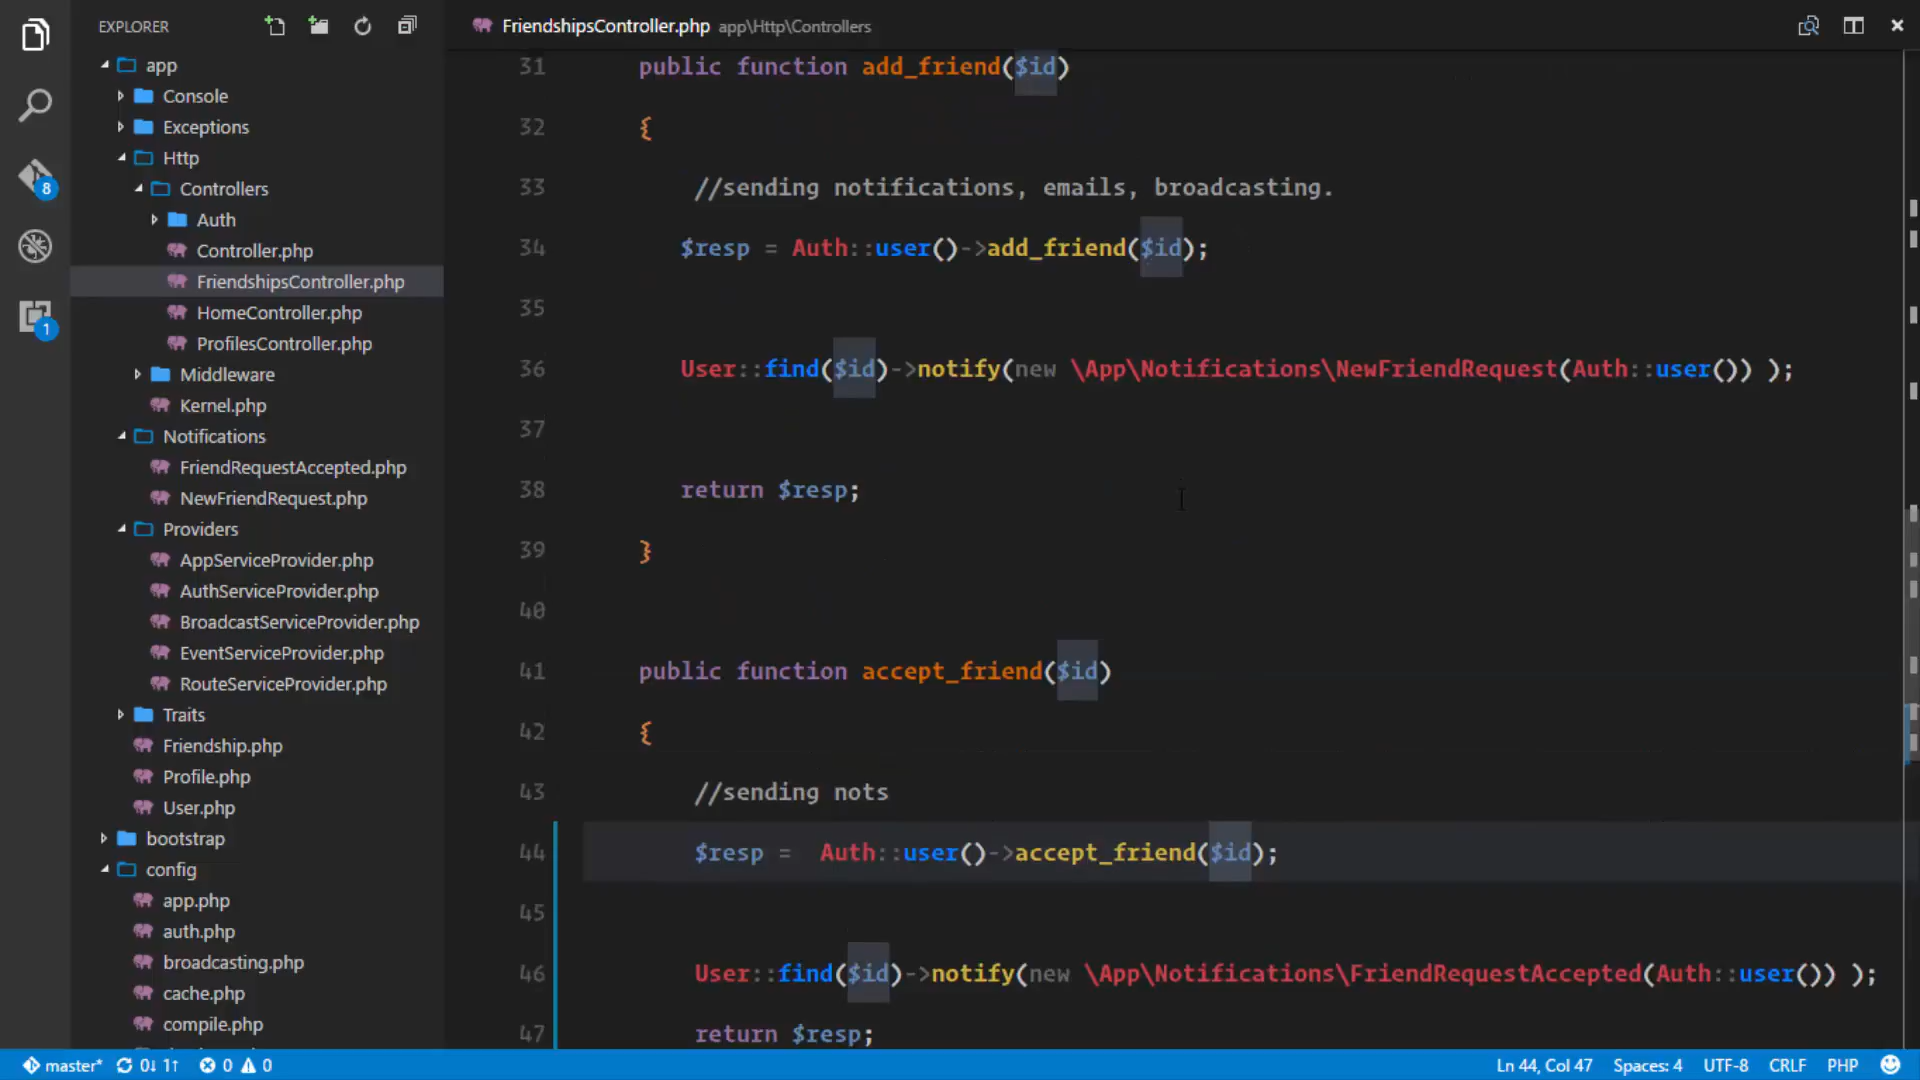 EXPLORER
FriendshipsController.php app\Http\Controllers
8
1
app
Console
Exceptions
Http
Controllers
Auth
Controller.php
FriendshipsController.php
HomeController.php
ProfilesController.php
Middleware
Kernel.php
Notifications
FriendRequestAccepted.php
NewFriendRequest.php
Providers
AppServiceProvider.php
AuthServiceProvider.php
BroadcastServiceProvider.php
EventServiceProvider.php
RouteServiceProvider.php
Traits
Friendship.php
Profile.php
User.php
bootstrap
config
app.php
auth.php
broadcasting.php
cache.php
compile.php
31 public function add_friend($id)
32 {
33 //sending notifications, emails, broadcasting.
34 $resp = Auth::user()->add_friend($id);
35
36 User::find($id)->notify(new \App\Notifications\NewFriendRequest(Auth::user()) );
37
38 return $resp;
39 }
40
41 public function accept_friend($id)
42 {
43 //sending nots
44 $resp =  Auth::user()->accept_friend($id);
45
46 User::find($id)->notify(new \App\Notifications\FriendRequestAccepted(Auth::user()) );
47 return $resp;
master* 0↓ 1↑ 0 0 Ln 44, Col 47 Spaces: 4 UTF-8 CRLF PHP